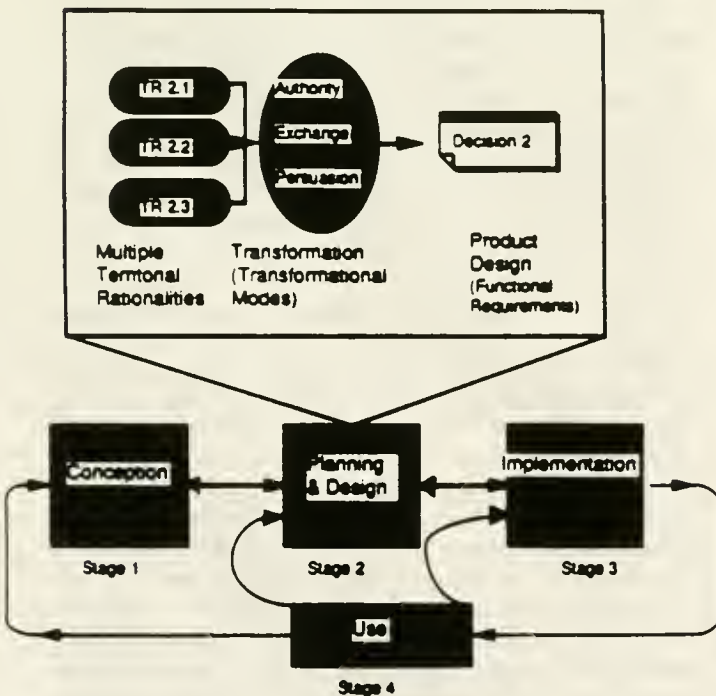 TR 2.1
TR 2.2
TR 2.3
Authority
Exchange
Persuasion
Decision 2
Multiple
Territorial
Rationalities
Transformation
(Transformational
Modes)
Product
Design
(Functional
Requirements)
Conception
Stage 1
Planning
& Design
Stage 2
Implementation
Stage 3
Use
Stage 4